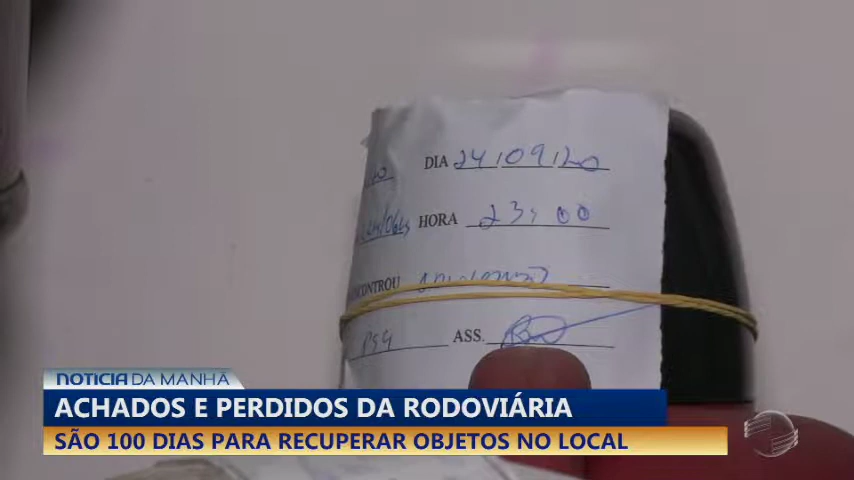 DIA 24/09/20
HORA 23:00
NCONTROU
ASS.
NOTICIA DA MANHÃ
ACHADOS E PERDIDOS DA RODOVIÁRIA
SÃO 100 DIAS PARA RECUPERAR OBJETOS NO LOCAL